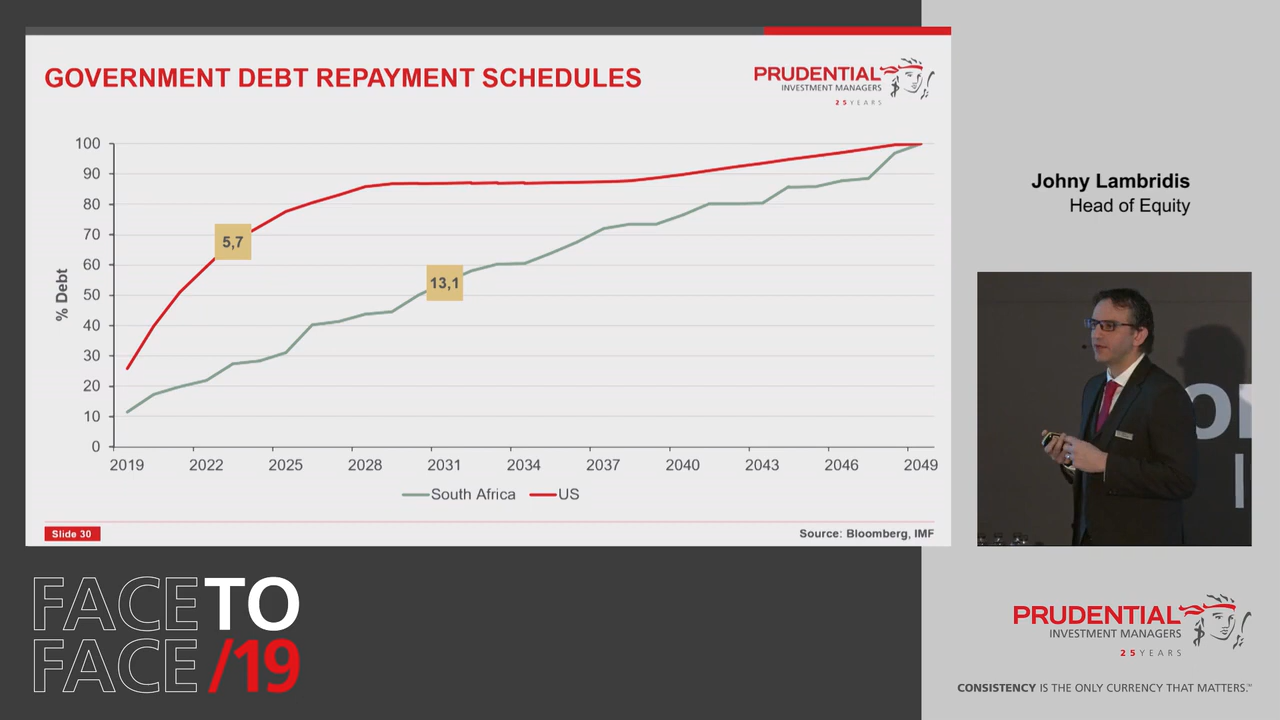 GOVERNMENT DEBT REPAYMENT SCHEDULES
PRUDENTIAL
INVESTMENT MANAGERS
25 YEARS
% Debt
100
90
80
70
60
50
40
30
20
10
0
5,7
13,1
2019 2022 2025 2028 2031 2034 2037 2040 2043 2046 2049
South Africa US
Slide 30
Source: Bloomberg, IMF
Johny Lambridis
Head of Equity
FACE TO
FACE /19
PRUDENTIAL
INVESTMENT MANAGERS
25 YEARS
CONSISTENCY IS THE ONLY CURRENCY THAT MATTERS.™